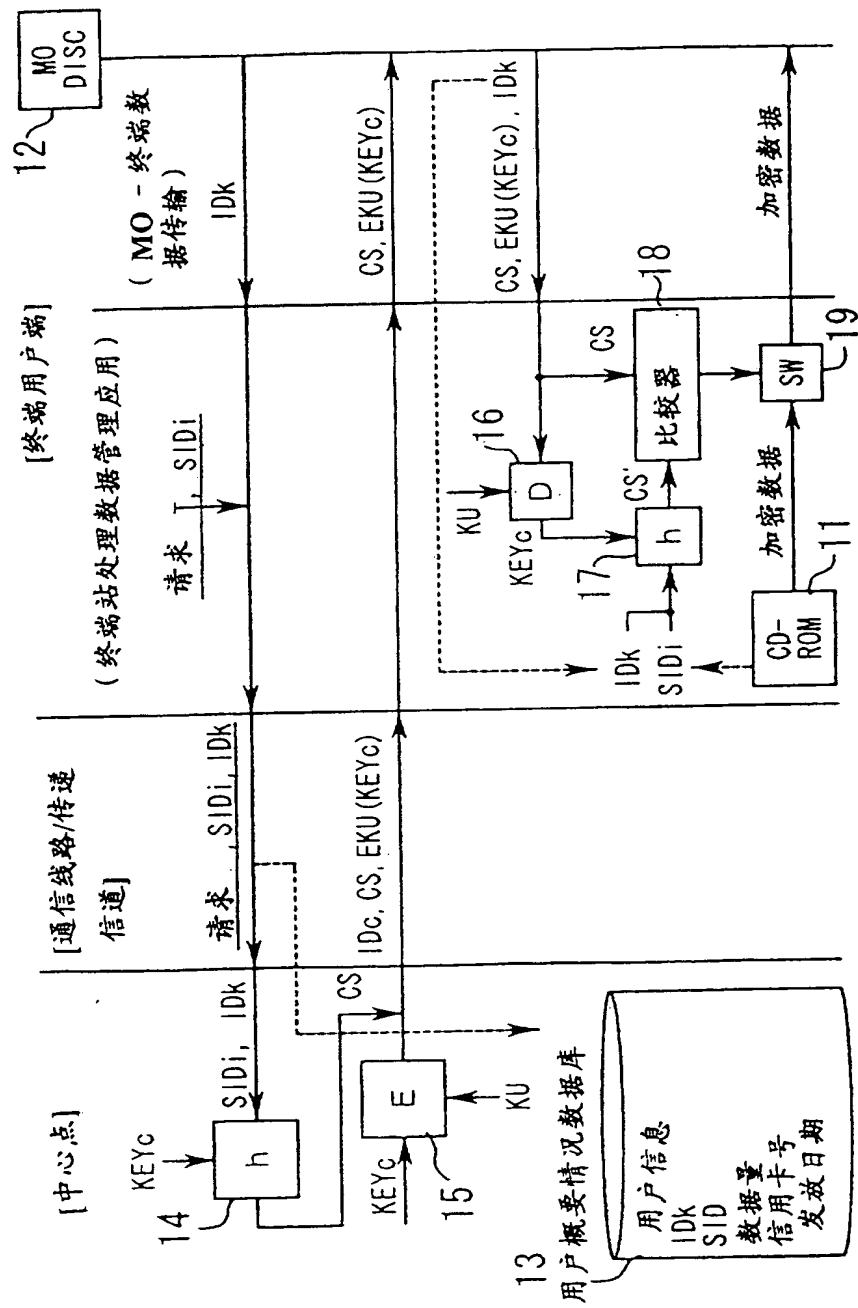 [中心点]
[通信线路/传递
信道]
[终端用户端]
(终端站处理数据管理应用)
(MO-终端数
据传输)
MO
DISC
12
KEYc
SIDi, IDk
h
14
CS
请求 ,SIDi, IDk
请求 T, SIDi
IDk
KEYc
E
15
KU
IDc, CS, EKU(KEYc)
CS, EKU(KEYc)
CS, EKU(KEYc), IDk
KU
D
16
KEYc
h
17
CS'
CS
比较器
18
IDk
SIDi
CD-
ROM
11
加密数据
SW
19
加密数据
13
用户概要情况数据库
用户信息
IDk
SID
数据量
信用卡号
发放日期